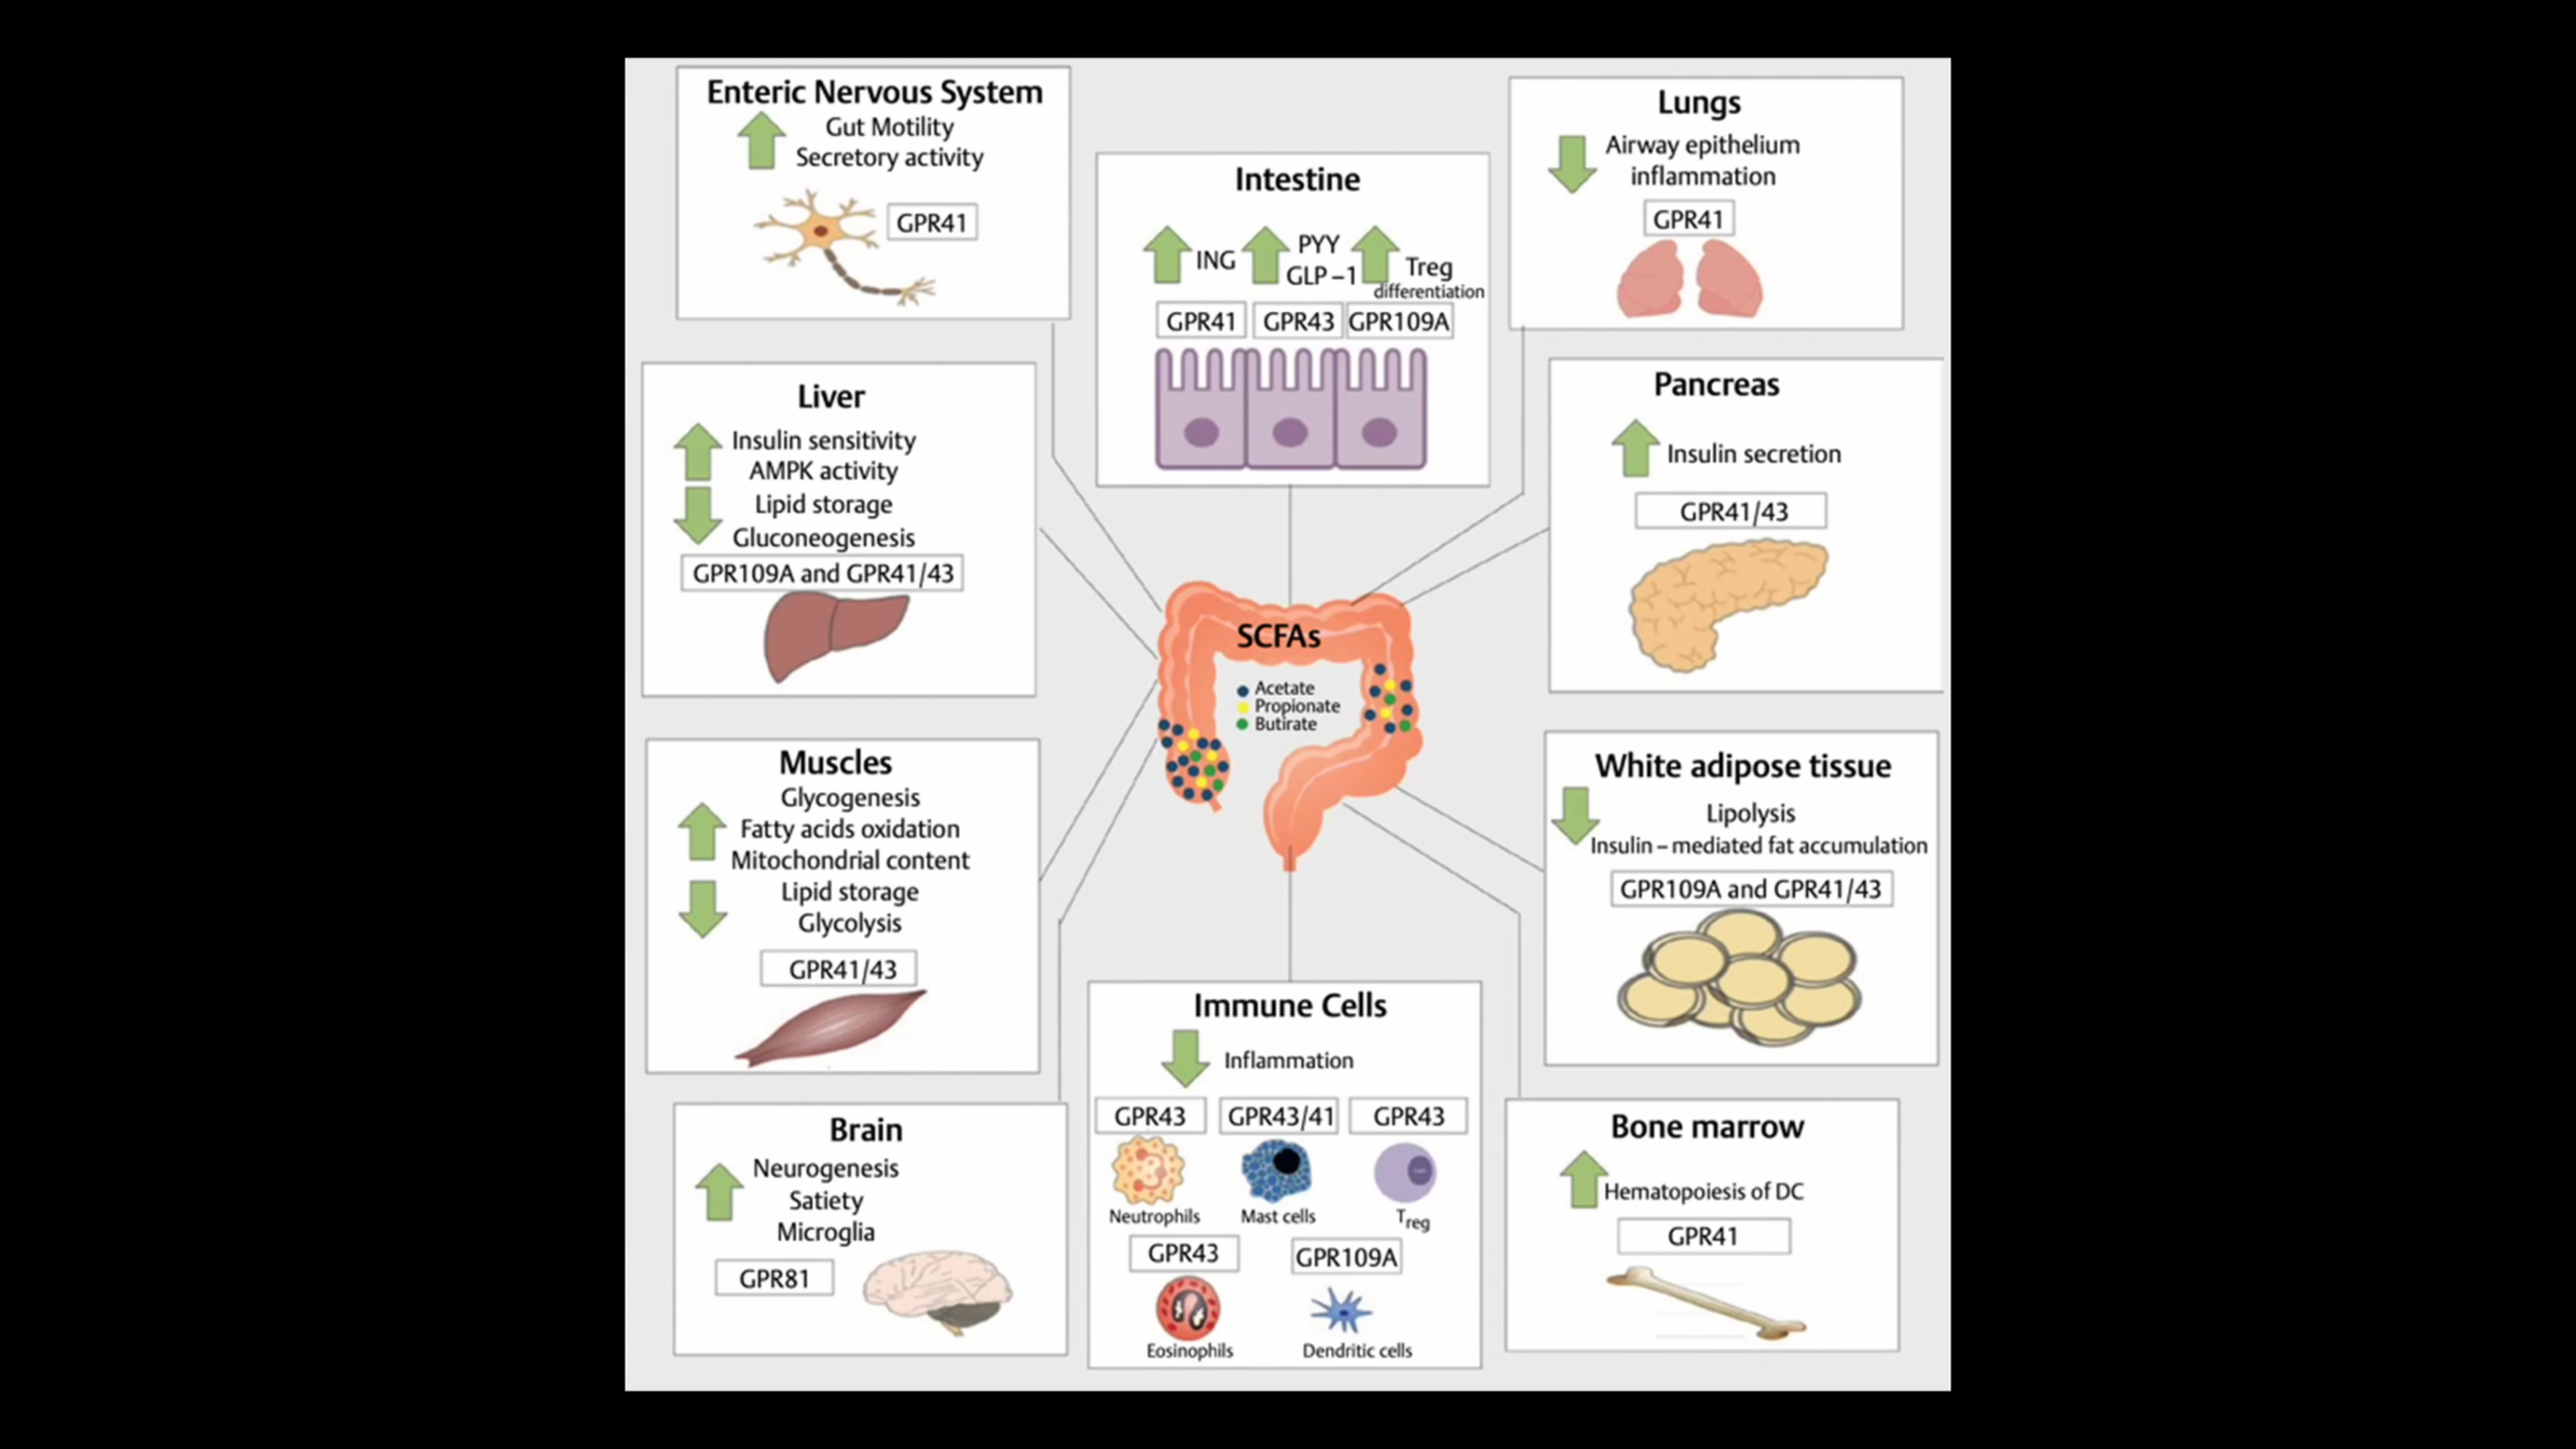 Enteric Nervous System
Gut Motility
Secretory activity
GPR41
Intestine
ING
PYY
GLP-1
Treg
differentiation
GPR41
GPR43
GPR109A
Lungs
Airway epithelium
inflammation
GPR41
Liver
Insulin sensitivity
AMPK activity
Lipid storage
Gluconeogenesis
GPR109A and GPR41/43
Pancreas
Insulin secretion
GPR41/43
SCFAs
Acetate
Propionate
Butirate
Muscles
Glycogenesis
Fatty acids oxidation
Mitochondrial content
Lipid storage
Glycolysis
GPR41/43
White adipose tissue
Lipolysis
Insulin – mediated fat accumulation
GPR109A and GPR41/43
Brain
Neurogenesis
Satiety
Microglia
GPR81
Immune Cells
Inflammation
GPR43
GPR43/41
GPR43
Neutrophils
Mast cells
Treg
GPR43
GPR109A
Eosinophils
Dendritic cells
Bone marrow
Hematopoiesis of DC
GPR41